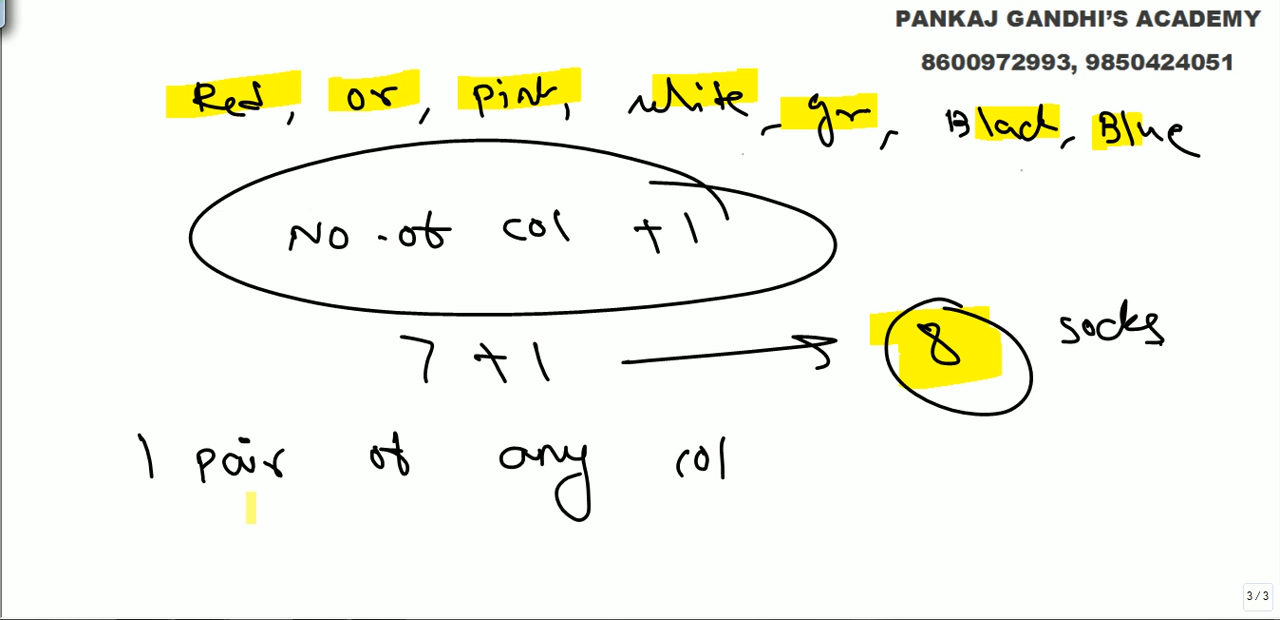 PANKAJ GANDHI'S ACADEMY
8600972993, 9850424051
Red, or, pink, white, gr, Black, Blue
No. of col +1
7 +1 → 8 socks
1 pair of any col
3 / 3